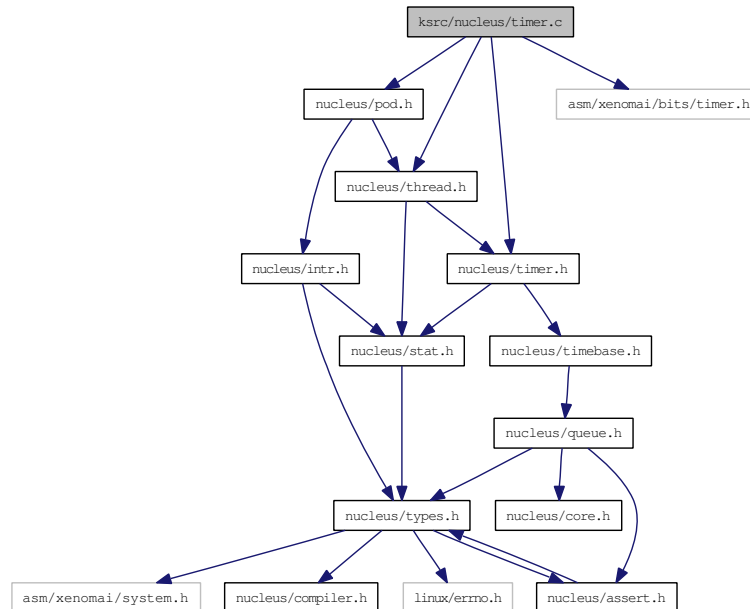 ksrc/nucleus/timer.c
nucleus/pod.h
asm/xenomai/bits/timer.h
nucleus/thread.h
nucleus/intr.h
nucleus/timer.h
nucleus/stat.h
nucleus/timebase.h
nucleus/queue.h
nucleus/types.h
nucleus/core.h
asm/xenomai/system.h
nucleus/compiler.h
linux/errno.h
nucleus/assert.h